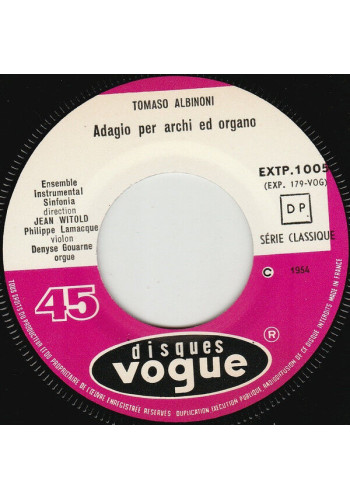 TOMASO ALBINONI
Adagio per archi ed organo
Ensemble
Instrumental
Sinfonia
direction
JEAN WITOLD
Philippe Lamacque
violon
Denyse Gouarne
orgue
EXTP.1005
(EXP. 179-VOG)
DP
SÉRIE CLASSIQUE
C 1954
45
disques
vogue
®
TOUS DROITS DU PRODUCTEUR ET DU PROPRIETAIRE DE L'ŒUVRE ENREGISTRÉE RESERVÉS DUPLICATION EXÉCUTION PUBLIQUE RADIODIFFUSION DE CE DISQUE INTERDITS MADE IN FRANCE